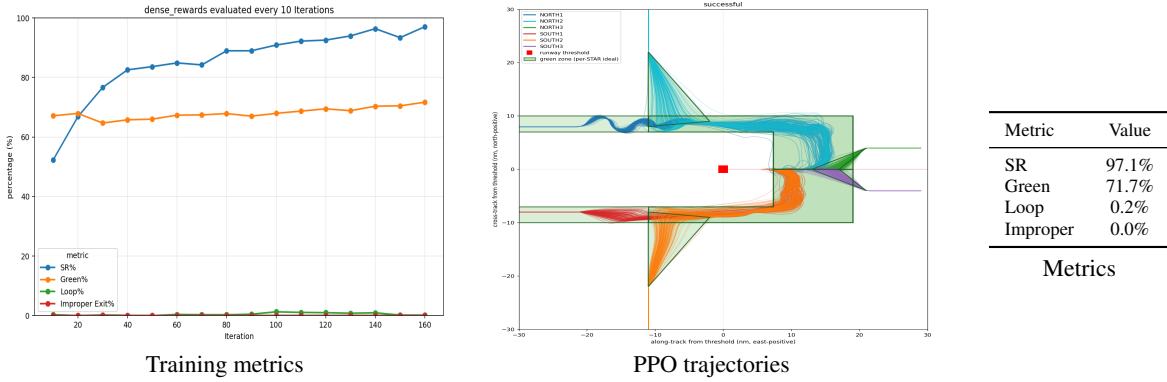 dense_rewards evaluated every 10 Iterations
percentage (%)
100
80
60
40
20
0
metric
SR%
Green%
Loop%
Improper Exit%
20
40
60
80
100
120
140
160
Iteration
Training metrics
successful
cross-track from threshold (nm, north-positive)
30
20
10
0
−10
−20
−30
NORTH1
NORTH2
NORTH3
SOUTH1
SOUTH2
SOUTH3
runway threshold
green zone (per-STAR ideal)
−30
−20
−10
0
10
20
30
along-track from threshold (nm, east-positive)
PPO trajectories
Metric Value
SR 97.1%
Green 71.7%
Loop 0.2%
Improper 0.0%
Metrics